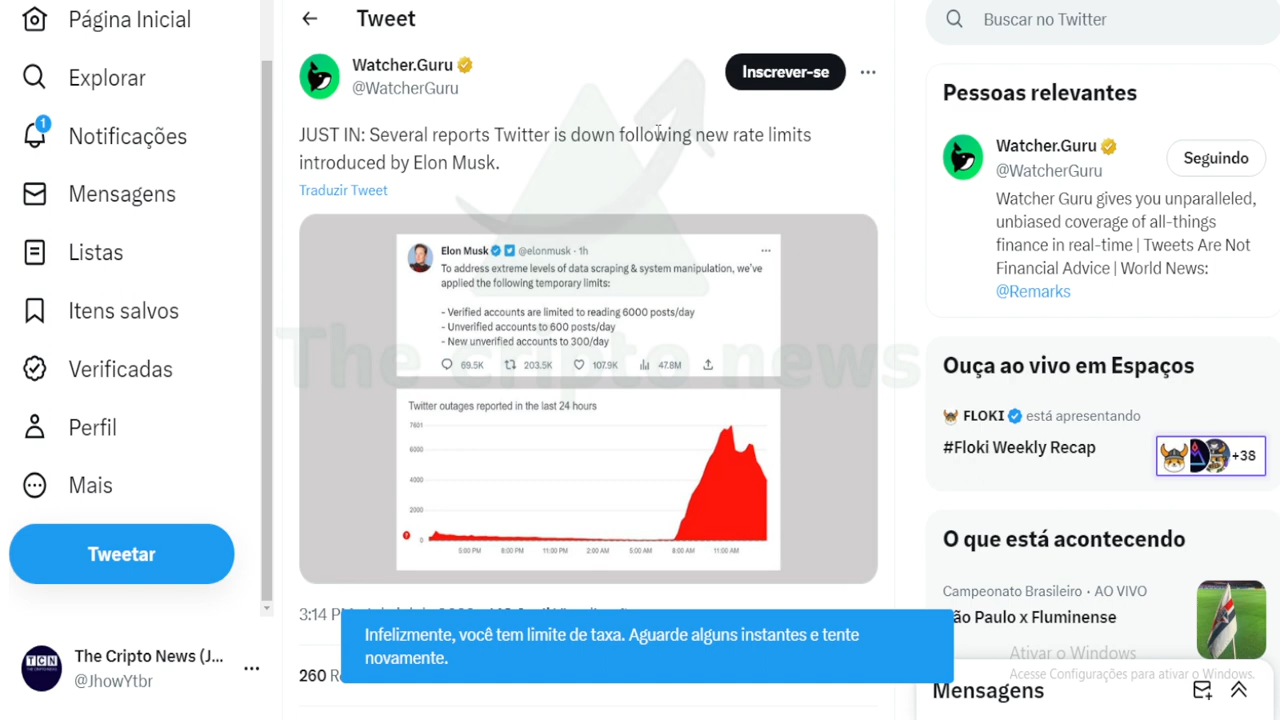 Página Inicial
Explorar
1
Notificações
Mensagens
Listas
Itens salvos
Verificadas
Perfil
Mais
Tweetar
TCN
The Cripto News (J...
@JhowYtbr
Tweet
Watcher.Guru
@WatcherGuru
Inscrever-se
JUST IN: Several reports Twitter is down following new rate limits
introduced by Elon Musk.
Traduzir Tweet
Elon Musk @elonmusk · 1h
To address extreme levels of data scraping & system manipulation, we've
applied the following temporary limits:
- Verified accounts are limited to reading 6000 posts/day
- Unverified accounts to 600 posts/day
- New unverified accounts to 300/day
69.5K 203.5K 107.9K 47.8M
The cripto news
Twitter outages reported in the last 24 hours
7601
6000
4000
2000
0
5:00 PM 8:00 PM 11:00 PM 2:00 AM 5:00 AM 8:00 AM 11:00 AM
3:14
Infelizmente, você tem limite de taxa. Aguarde alguns instantes e tente
novamente.
260
Buscar no Twitter
Pessoas relevantes
Watcher.Guru
@WatcherGuru
Seguindo
Watcher Guru gives you unparalleled,
unbiased coverage of all-things
finance in real-time | Tweets Are Not
Financial Advice | World News:
@Remarks
Ouça ao vivo em Espaços
FLOKI está apresentando
#Floki Weekly Recap
+38
O que está acontecendo
Campeonato Brasileiro · AO VIVO
São Paulo x Fluminense
Ativar o Windows
Acesse Configurações para ativar o Windows.
Mensagens